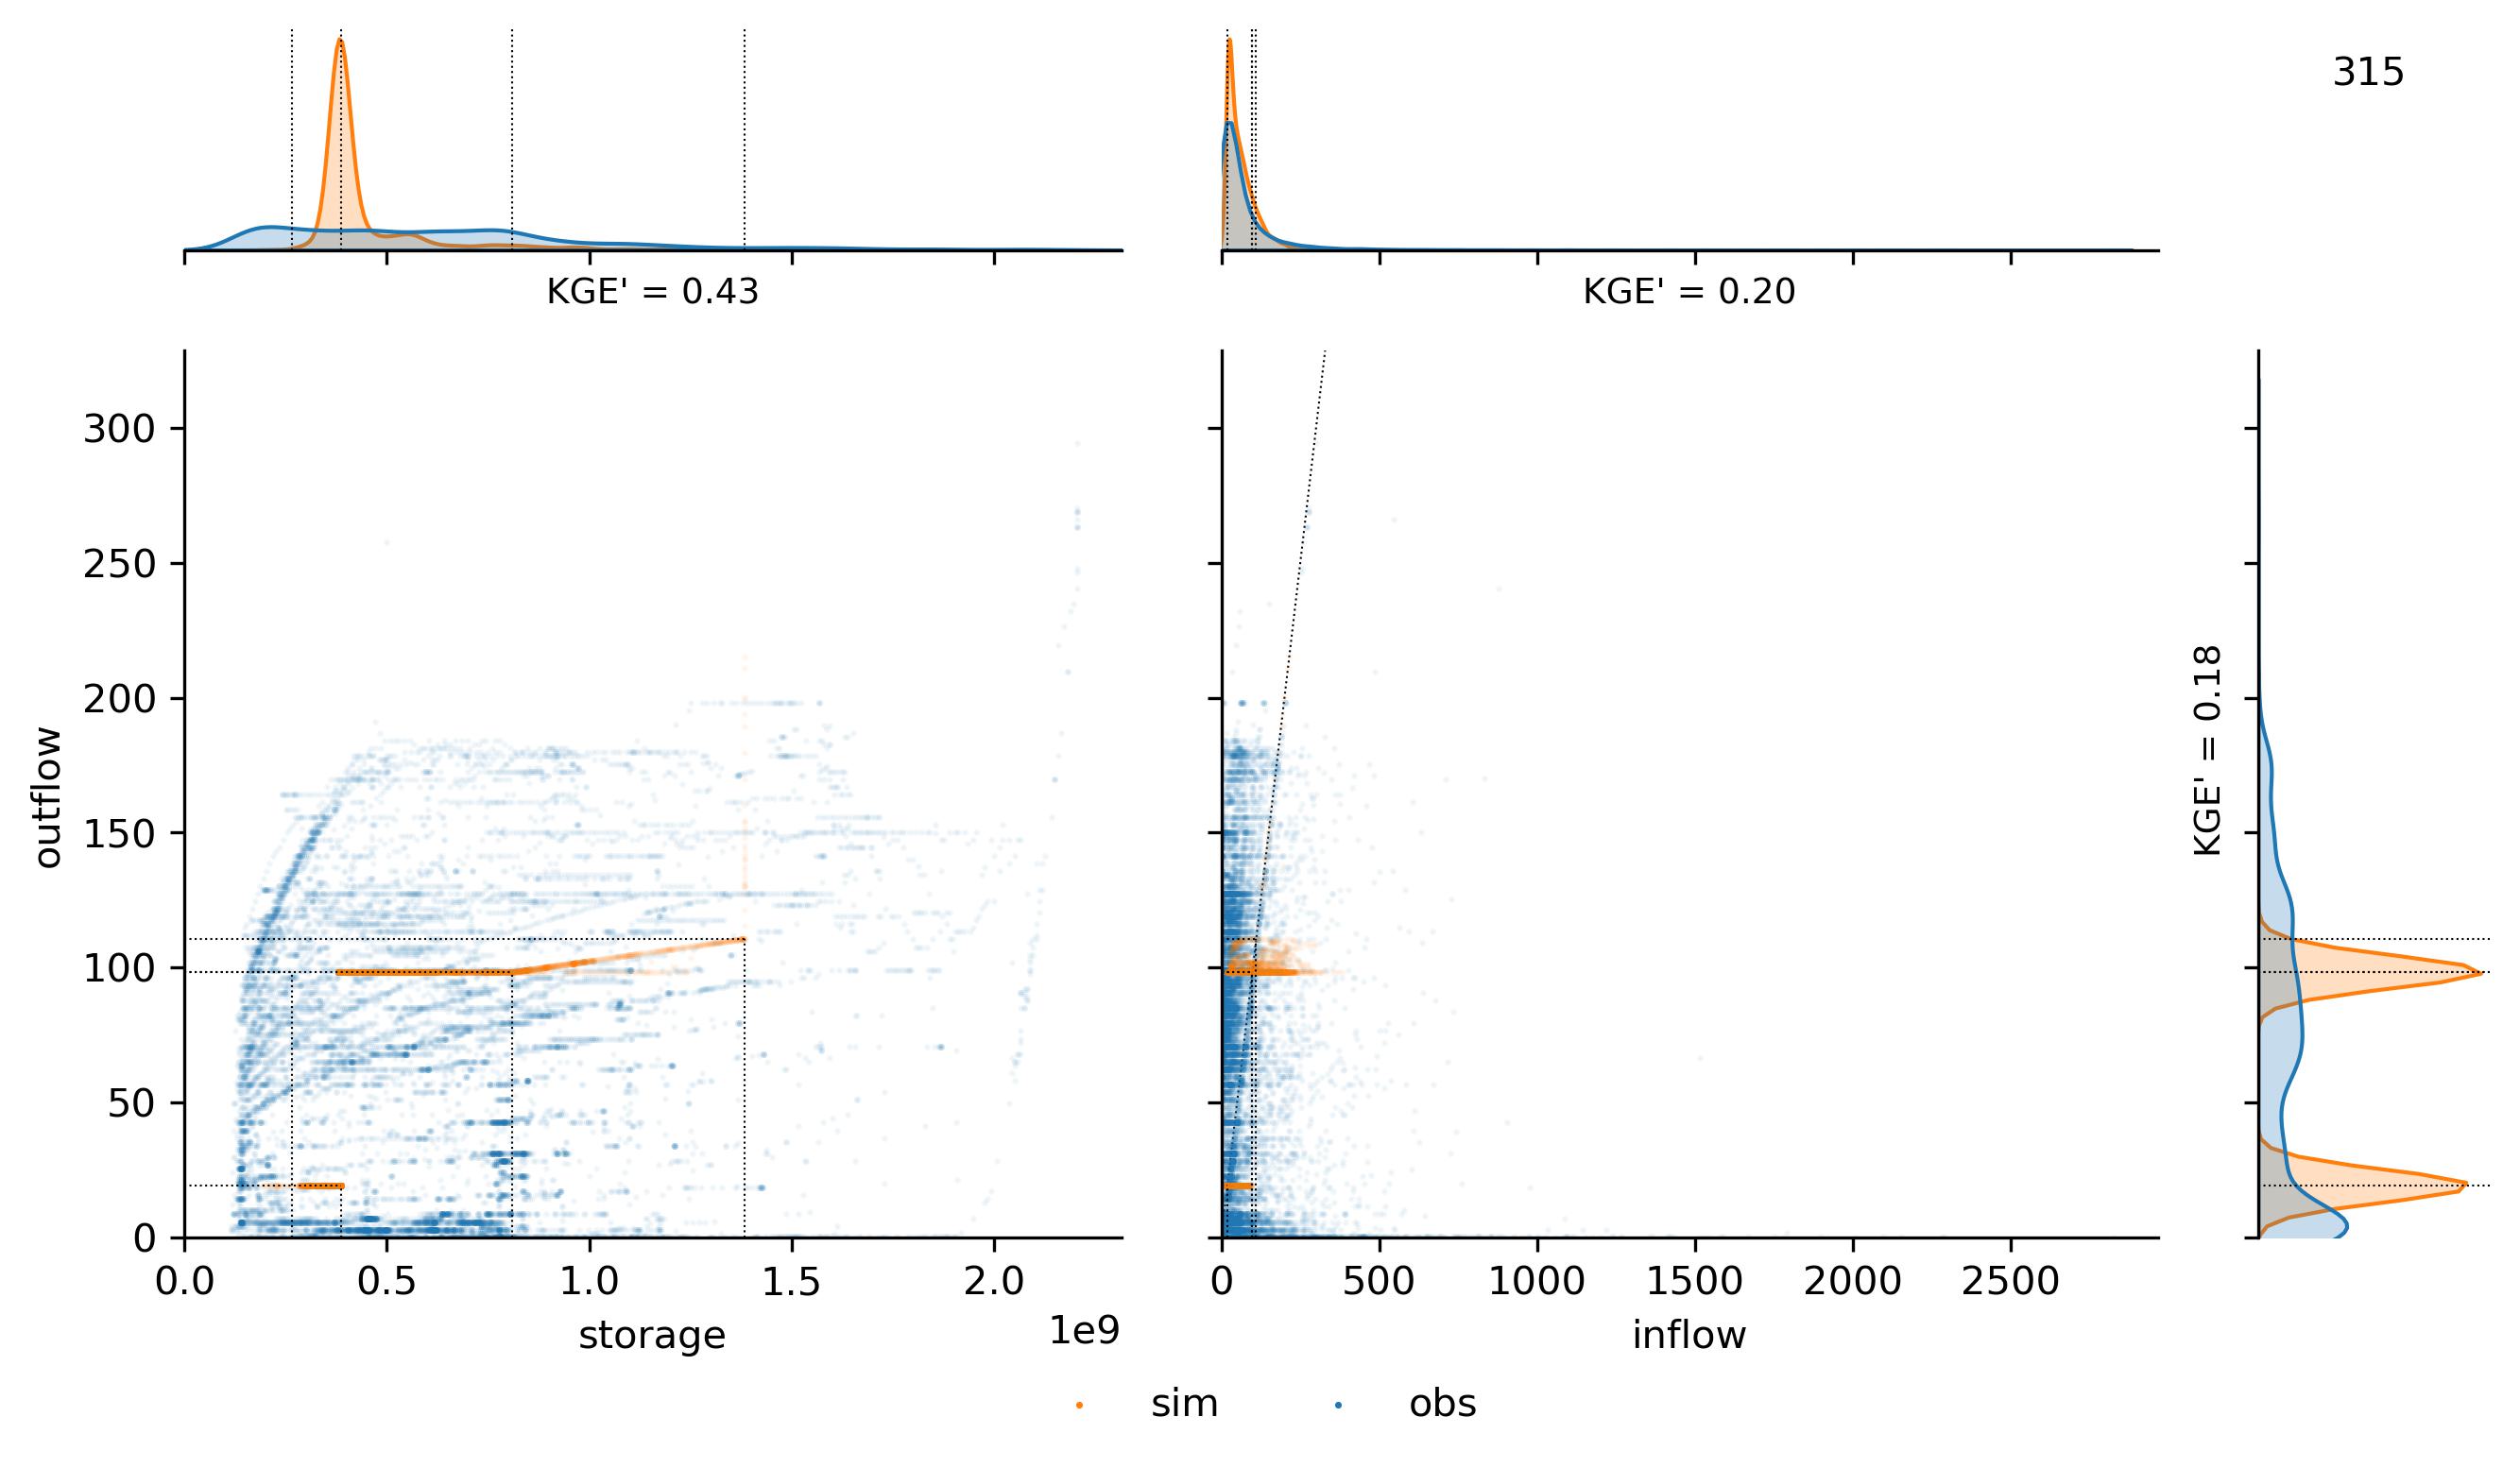 315
KGE' = 0.43
KGE' = 0.20
300
250
200
150
100
50
0
outflow
KGE' = 0.18
0.0 0.5 1.0 1.5 2.0
0 500 1000 1500 2000 2500
storage
1e9
inflow
sim
obs